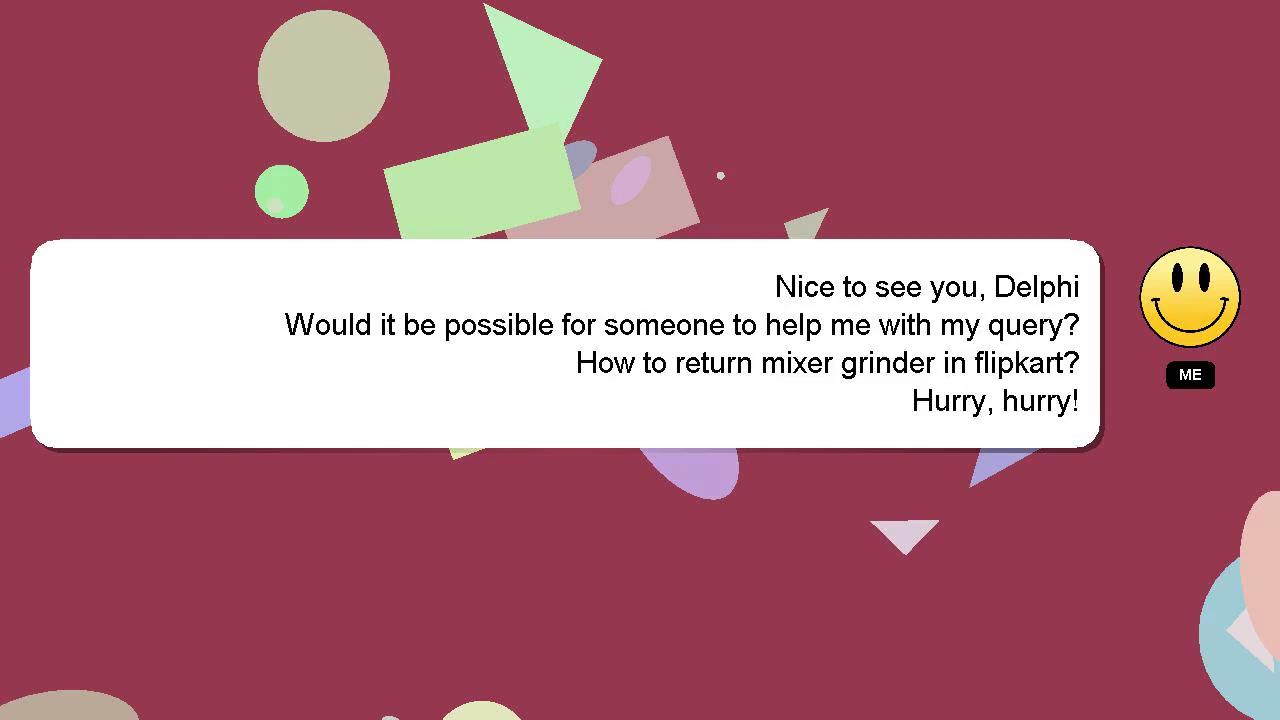 Nice to see you, Delphi
Would it be possible for someone to help me with my query?
How to return mixer grinder in flipkart?
Hurry, hurry!
ME